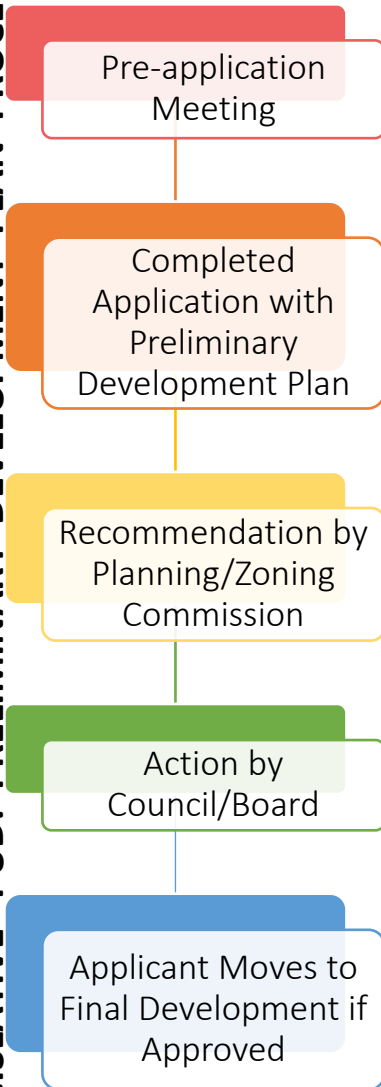 Pre-application
Meeting
Completed
Application with
Preliminary
Development Plan
Recommendation by
Planning/Zoning
Commission
Action by
Council/Board
Applicant Moves to
Final Development if
Approved